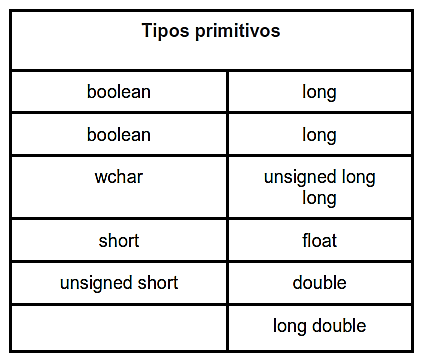 Tipos primitivos
boolean long
boolean long
wchar unsigned long
long
short float
unsigned short double
long double